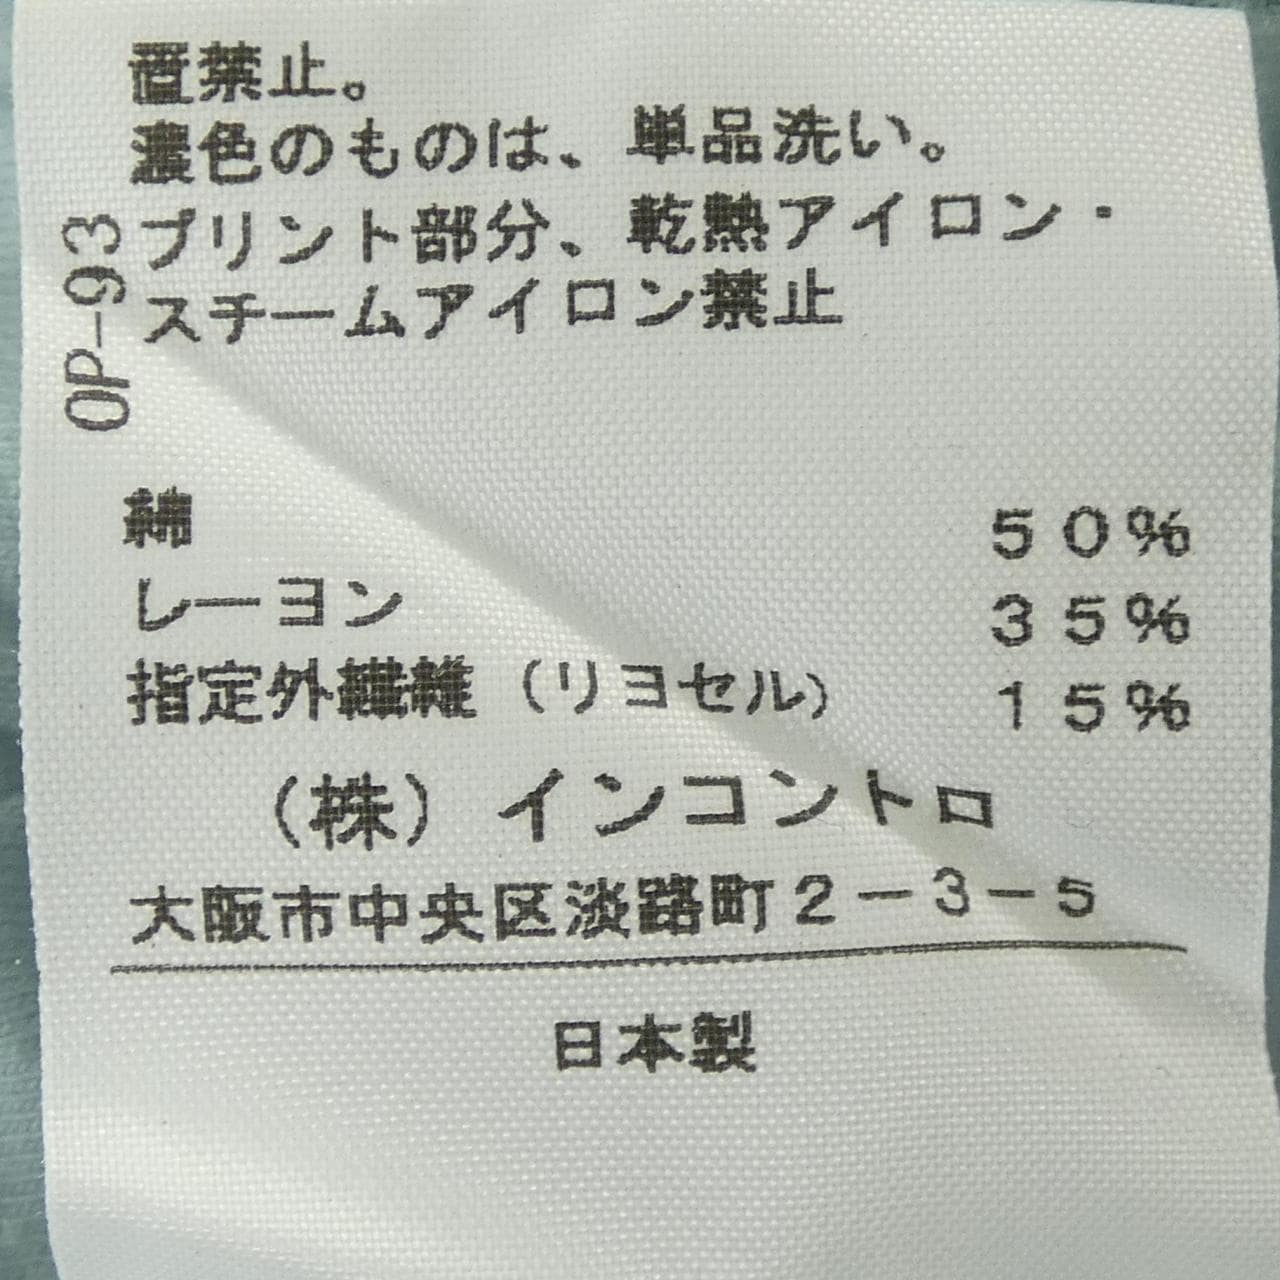 置禁止。
濃色のものは、単品洗い。
プリント部分、乾熱アイロン・
スチームアイロン禁止
OP-93
綿 50%
レーヨン 35%
指定外繊維（リヨセル） 15%
（株）インコントロ
大阪市中央区淡路町2-3-5
日本製